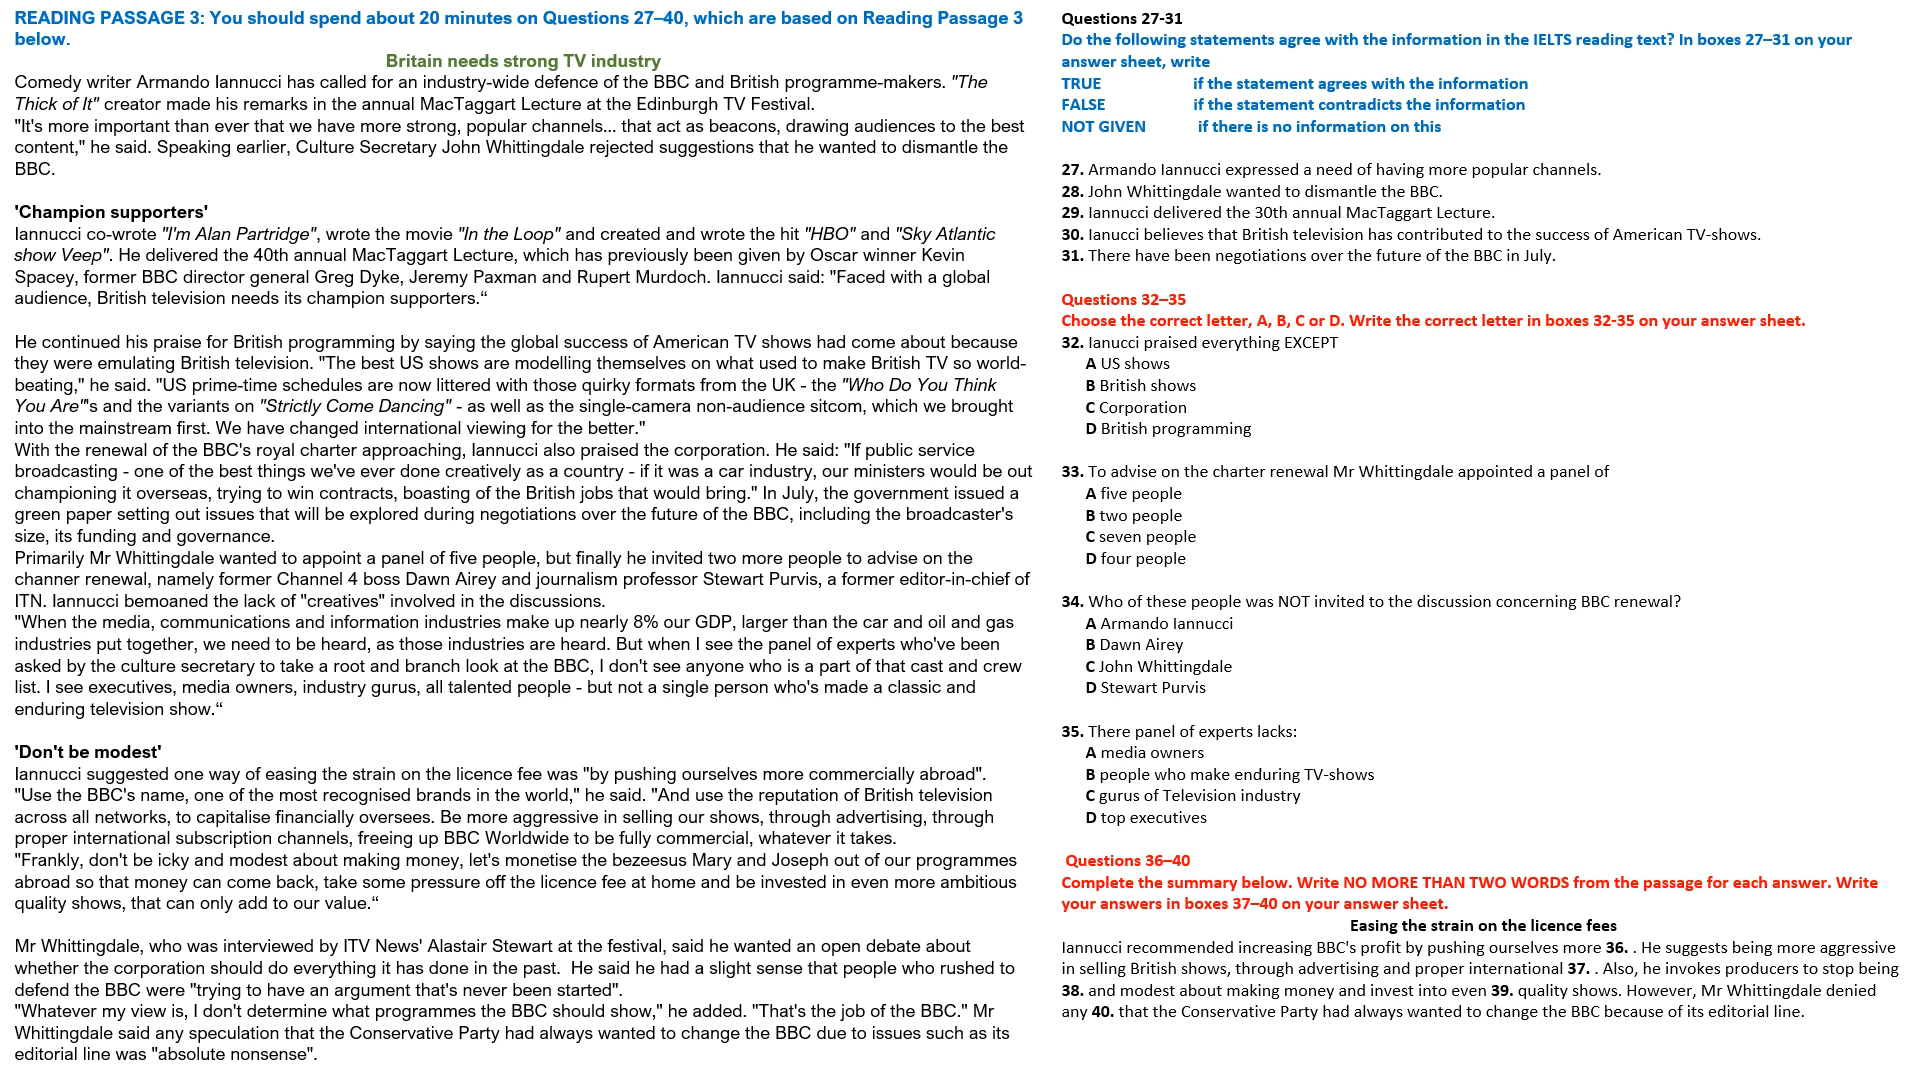 READING PASSAGE 3: You should spend about 20 minutes on Questions 27–40, which are based on Reading Passage 3
below.
Britain needs strong TV industry
Comedy writer Armando Iannucci has called for an industry-wide defence of the BBC and British programme-makers. "The
Thick of It" creator made his remarks in the annual MacTaggart Lecture at the Edinburgh TV Festival.
"It's more important than ever that we have more strong, popular channels... that act as beacons, drawing audiences to the best
content," he said. Speaking earlier, Culture Secretary John Whittingdale rejected suggestions that he wanted to dismantle the
BBC.
'Champion supporters'
Iannucci co-wrote "I'm Alan Partridge", wrote the movie "In the Loop" and created and wrote the hit "HBO" and "Sky Atlantic
show Veep". He delivered the 40th annual MacTaggart Lecture, which has previously been given by Oscar winner Kevin
Spacey, former BBC director general Greg Dyke, Jeremy Paxman and Rupert Murdoch. Iannucci said: "Faced with a global
audience, British television needs its champion supporters.“
He continued his praise for British programming by saying the global success of American TV shows had come about because
they were emulating British television. "The best US shows are modelling themselves on what used to make British TV so world-
beating," he said. "US prime-time schedules are now littered with those quirky formats from the UK - the "Who Do You Think
You Are"'s and the variants on "Strictly Come Dancing" - as well as the single-camera non-audience sitcom, which we brought
into the mainstream first. We have changed international viewing for the better."
With the renewal of the BBC's royal charter approaching, Iannucci also praised the corporation. He said: "If public service
broadcasting - one of the best things we've ever done creatively as a country - if it was a car industry, our ministers would be out
championing it overseas, trying to win contracts, boasting of the British jobs that would bring." In July, the government issued a
green paper setting out issues that will be explored during negotiations over the future of the BBC, including the broadcaster's
size, its funding and governance.
Primarily Mr Whittingdale wanted to appoint a panel of five people, but finally he invited two more people to advise on the
channer renewal, namely former Channel 4 boss Dawn Airey and journalism professor Stewart Purvis, a former editor-in-chief of
ITN. Iannucci bemoaned the lack of "creatives" involved in the discussions.
"When the media, communications and information industries make up nearly 8% our GDP, larger than the car and oil and gas
industries put together, we need to be heard, as those industries are heard. But when I see the panel of experts who've been
asked by the culture secretary to take a root and branch look at the BBC, I don't see anyone who is a part of that cast and crew
list. I see executives, media owners, industry gurus, all talented people - but not a single person who's made a classic and
enduring television show.“
'Don't be modest'
Iannucci suggested one way of easing the strain on the licence fee was "by pushing ourselves more commercially abroad".
"Use the BBC's name, one of the most recognised brands in the world," he said. "And use the reputation of British television
across all networks, to capitalise financially oversees. Be more aggressive in selling our shows, through advertising, through
proper international subscription channels, freeing up BBC Worldwide to be fully commercial, whatever it takes.
"Frankly, don't be icky and modest about making money, let's monetise the bezeesus Mary and Joseph out of our programmes
abroad so that money can come back, take some pressure off the licence fee at home and be invested in even more ambitious
quality shows, that can only add to our value.“
Mr Whittingdale, who was interviewed by ITV News' Alastair Stewart at the festival, said he wanted an open debate about
whether the corporation should do everything it has done in the past.  He said he had a slight sense that people who rushed to
defend the BBC were "trying to have an argument that's never been started".
"Whatever my view is, I don't determine what programmes the BBC should show," he added. "That's the job of the BBC." Mr
Whittingdale said any speculation that the Conservative Party had always wanted to change the BBC due to issues such as its
editorial line was "absolute nonsense".
Questions 27-31
Do the following statements agree with the information in the IELTS reading text? In boxes 27–31 on your
answer sheet, write
TRUE if the statement agrees with the information
FALSE if the statement contradicts the information
NOT GIVEN if there is no information on this
27. Armando Iannucci expressed a need of having more popular channels.
28. John Whittingdale wanted to dismantle the BBC.
29. Iannucci delivered the 30th annual MacTaggart Lecture.
30. Ianucci believes that British television has contributed to the success of American TV-shows.
31. There have been negotiations over the future of the BBC in July.
Questions 32–35
Choose the correct letter, A, B, C or D. Write the correct letter in boxes 32-35 on your answer sheet.
32. Ianucci praised everything EXCEPT
A US shows
B British shows
C Corporation
D British programming
33. To advise on the charter renewal Mr Whittingdale appointed a panel of
A five people
B two people
C seven people
D four people
34. Who of these people was NOT invited to the discussion concerning BBC renewal?
A Armando Iannucci
B Dawn Airey
C John Whittingdale
D Stewart Purvis
35. There panel of experts lacks:
A media owners
B people who make enduring TV-shows
C gurus of Television industry
D top executives
Questions 36–40
Complete the summary below. Write NO MORE THAN TWO WORDS from the passage for each answer. Write
your answers in boxes 37–40 on your answer sheet.
Easing the strain on the licence fees
Iannucci recommended increasing BBC's profit by pushing ourselves more 36. . He suggests being more aggressive
in selling British shows, through advertising and proper international 37. . Also, he invokes producers to stop being
38. and modest about making money and invest into even 39. quality shows. However, Mr Whittingdale denied
any 40. that the Conservative Party had always wanted to change the BBC because of its editorial line.